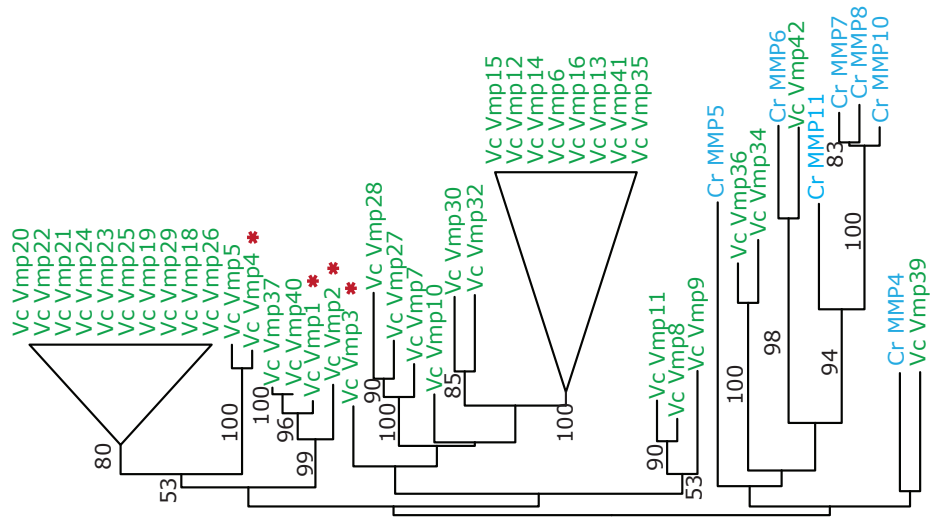 Vc Vmp20
Vc Vmp22
Vc Vmp21
Vc Vmp24
Vc Vmp23
Vc Vmp25
Vc Vmp19
Vc Vmp29
Vc Vmp18
Vc Vmp26
Vc Vmp5
Vc Vmp4 *
Vc Vmp37
Vc Vmp40
Vc Vmp1 *
Vc Vmp2 *
Vc Vmp3 *
Vc Vmp28
Vc Vmp27
Vc Vmp7
Vc Vmp10
Vc Vmp30
Vc Vmp32
Vc Vmp15
Vc Vmp12
Vc Vmp14
Vc Vmp6
Vc Vmp16
Vc Vmp13
Vc Vmp41
Vc Vmp35
Vc Vmp11
Vc Vmp8
Vc Vmp9
Cr MMP5
Vc Vmp36
Vc Vmp34
Cr MMP6
Vc Vmp42
Cr MMP11
Cr MMP7
Cr MMP8
Cr MMP10
Cr MMP4
Vc Vmp39
80
53
100
100
96
99
90
100
85
100
90
53
100
98
94
83
100